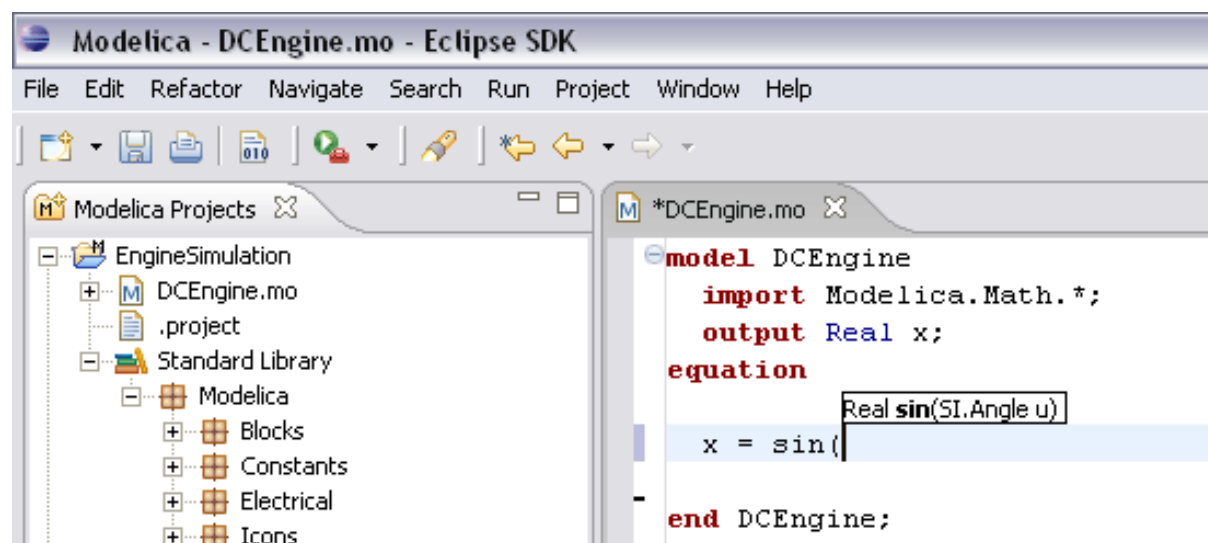 Modelica - DCEngine.mo - Eclipse SDK
File Edit Refactor Navigate Search Run Project Window Help
010
Modelica Projects
EngineSimulation
DCEngine.mo
.project
Standard Library
Modelica
Blocks
Constants
Electrical
Icons
*DCEngine.mo
model DCEngine
import Modelica.Math.*;
output Real x;
equation
Real sin(SI.Angle u)
x = sin(
end DCEngine;